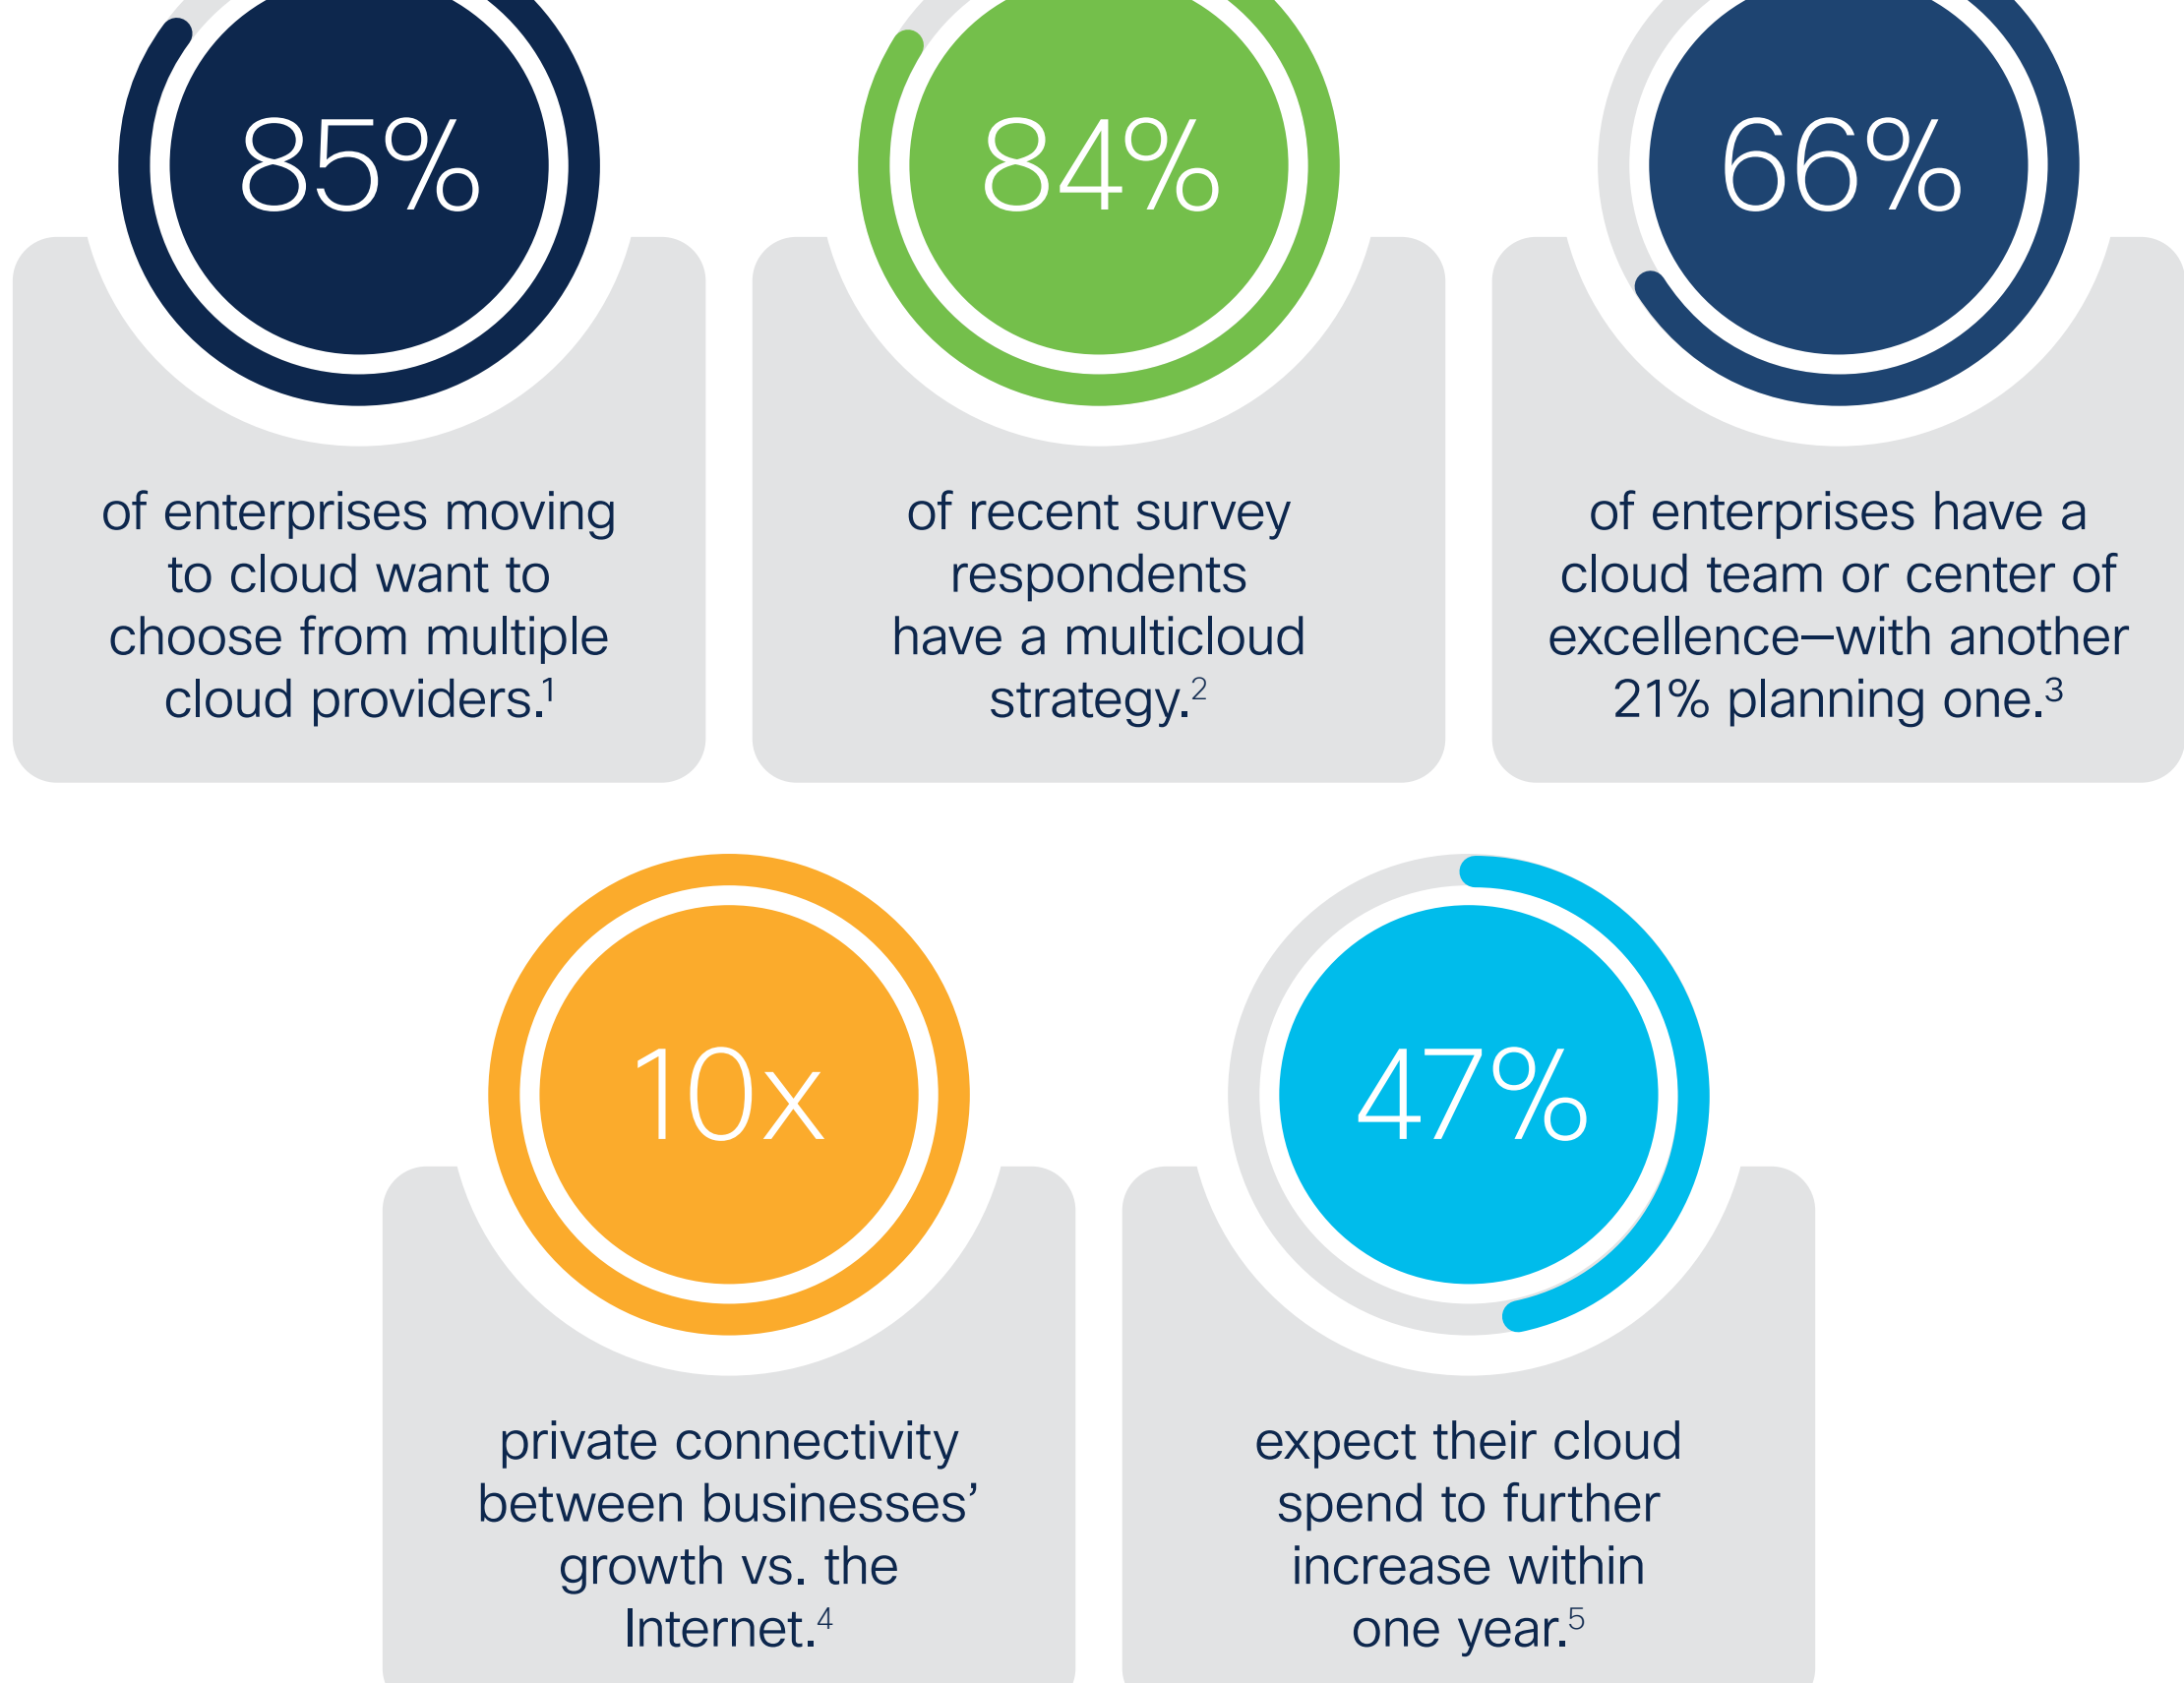 85%
of enterprises moving
to cloud want to
choose from multiple
cloud providers.1
84%
of recent survey
respondents
have a multicloud
strategy.2
66%
of enterprises have a
cloud team or center of
excellence—with another
21% planning one.3
10x
private connectivity
between businesses’
growth vs. the
Internet.4
47%
expect their cloud
spend to further
increase within
one year.5